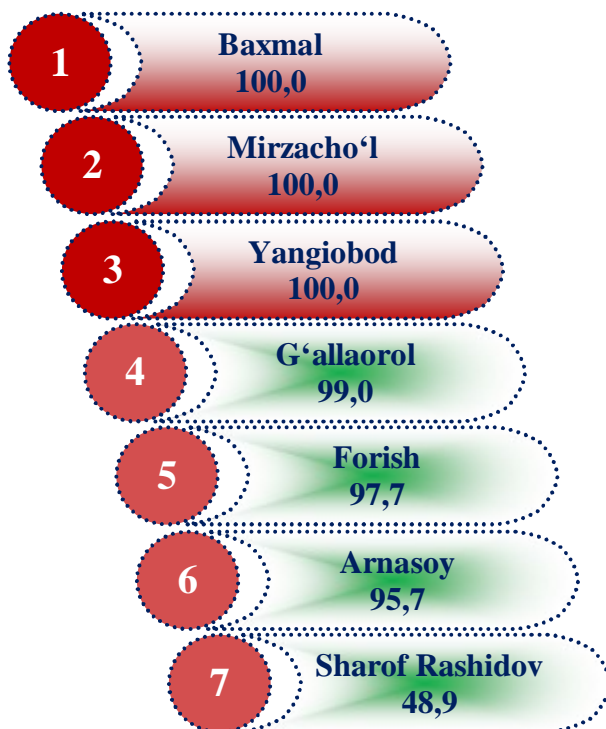 1
Baxmal
100,0
2
Mirzacho‘l
100,0
3
Yangiobod
100,0
4
G‘allaorol
99,0
5
Forish
97,7
6
Arnasoy
95,7
7
Sharof Rashidov
48,9